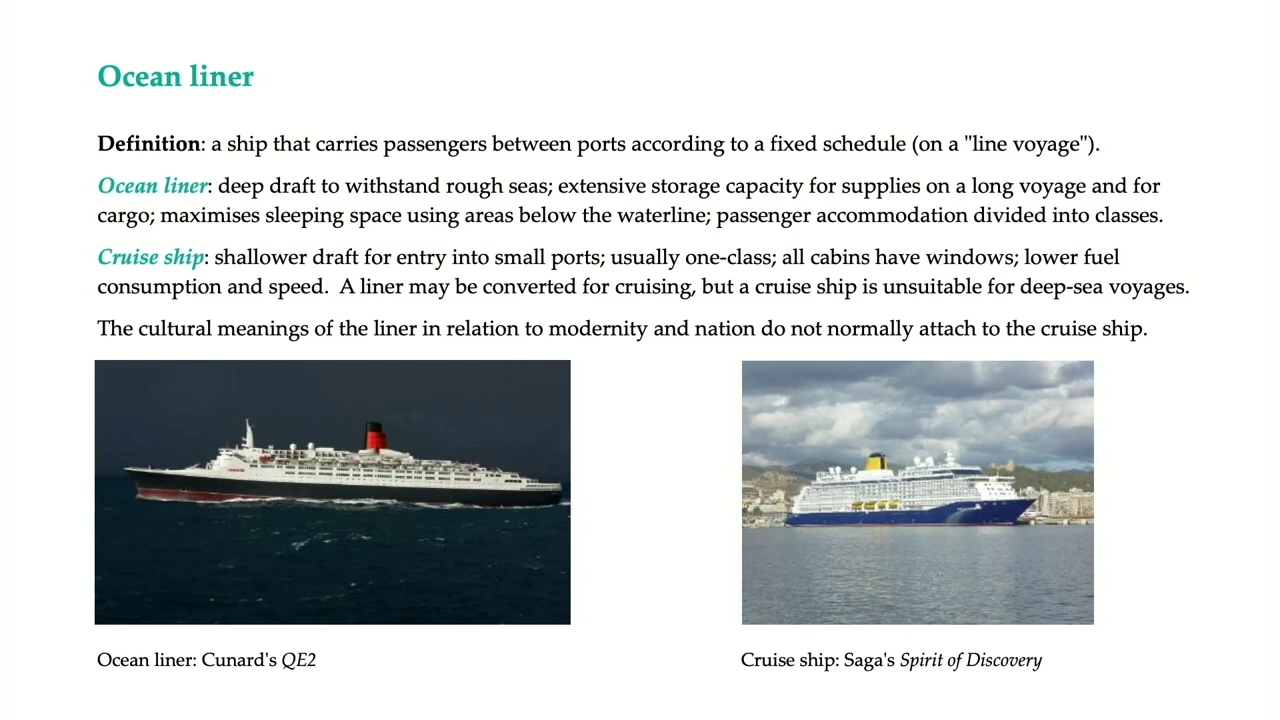 Ocean liner
Definition: a ship that carries passengers between ports according to a fixed schedule (on a "line voyage").
Ocean liner: deep draft to withstand rough seas; extensive storage capacity for supplies on a long voyage and for
cargo; maximises sleeping space using areas below the waterline; passenger accommodation divided into classes.
Cruise ship: shallower draft for entry into small ports; usually one-class; all cabins have windows; lower fuel
consumption and speed.  A liner may be converted for cruising, but a cruise ship is unsuitable for deep-sea voyages.
The cultural meanings of the liner in relation to modernity and nation do not normally attach to the cruise ship.
Ocean liner: Cunard's QE2
Cruise ship: Saga's Spirit of Discovery